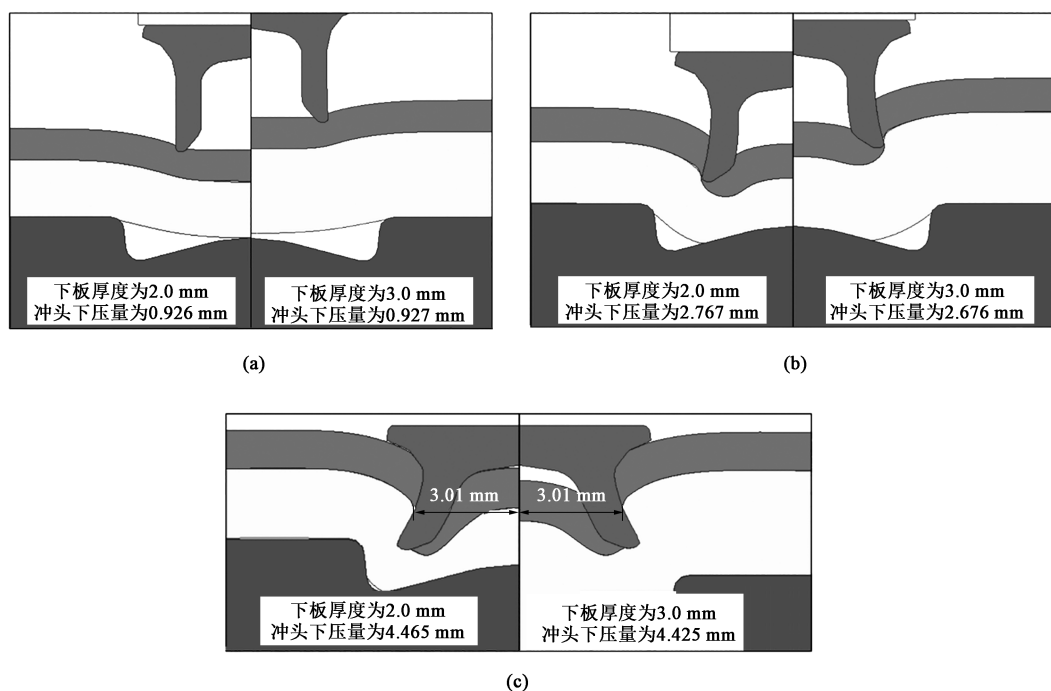 下板厚度为2.0 mm
冲头下压量为0.926 mm
下板厚度为3.0 mm
冲头下压量为0.927 mm
(a)
下板厚度为2.0 mm
冲头下压量为2.767 mm
下板厚度为3.0 mm
冲头下压量为2.676 mm
(b)
3.01 mm
3.01 mm
下板厚度为2.0 mm
冲头下压量为4.465 mm
下板厚度为3.0 mm
冲头下压量为4.425 mm
(c)